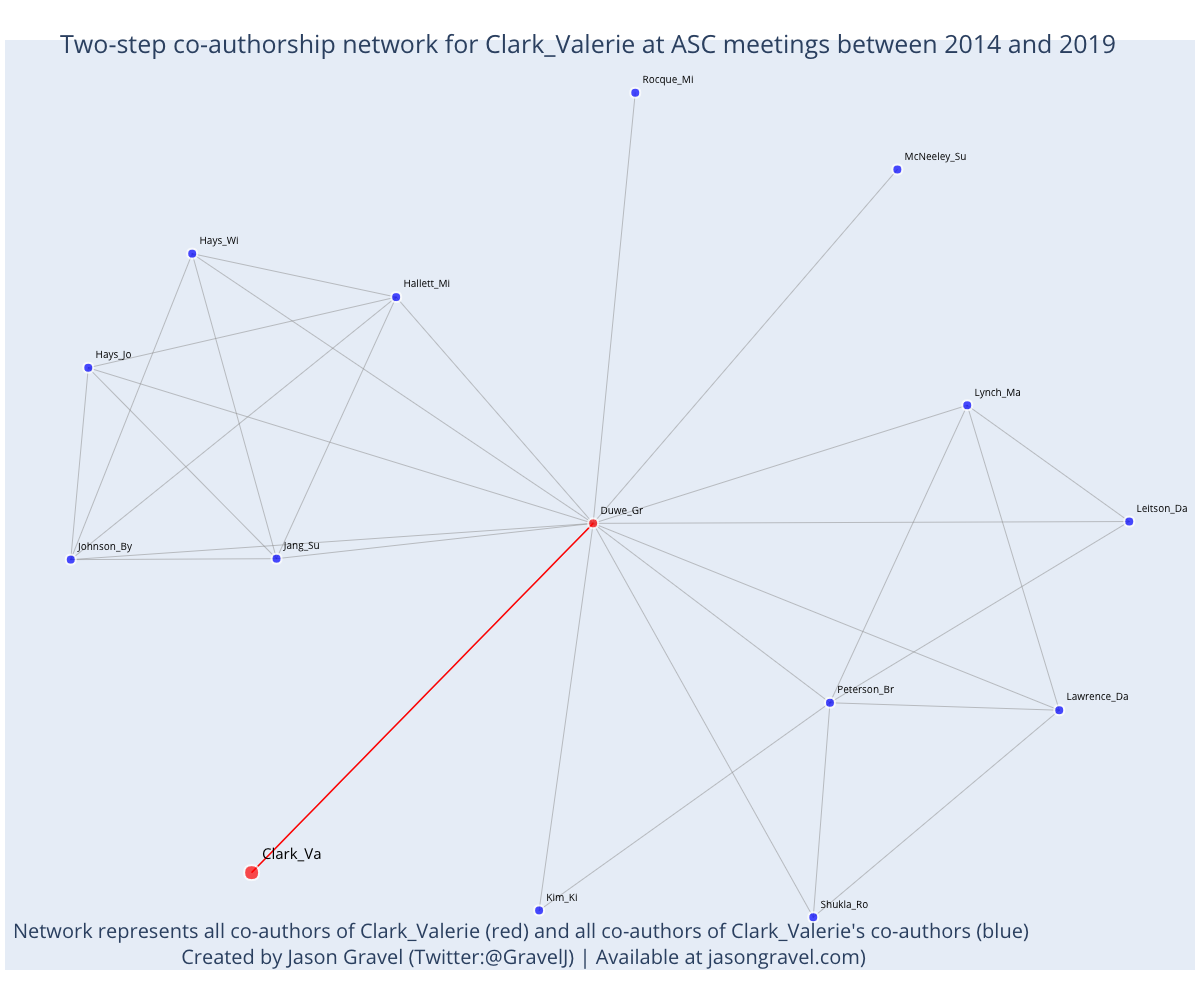 Two-step co-authorship network for Clark_Valerie at ASC meetings between 2014 and 2019
Rocque_Mi
McNeeley_Su
Hays_Wi
Hallett_Mi
Hays_Jo
Lynch_Ma
Duwe_Gr
Leitson_Da
Johnson_By
Jang_Su
Peterson_Br
Lawrence_Da
Clark_Va
Kim_Ki
Shukla_Ro
Network represents all co-authors of Clark_Valerie (red) and all co-authors of Clark_Valerie's co-authors (blue)
Created by Jason Gravel (Twitter:@GravelJ) | Available at jasongravel.com)